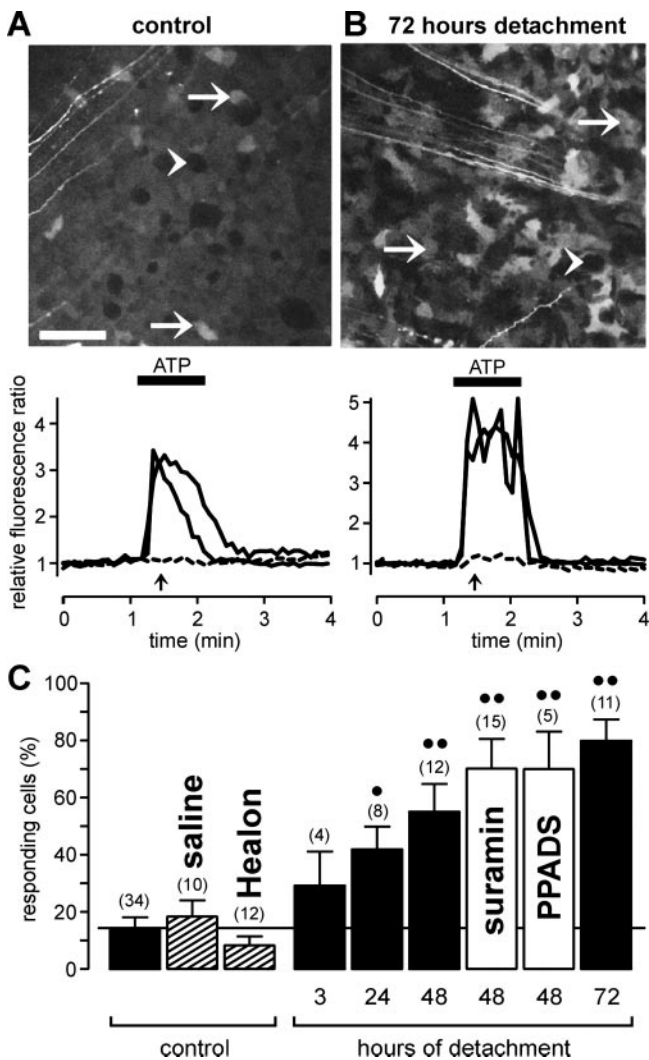 A control
B 72 hours detachment
ATP
relative fluorescence ratio
4
3
2
1
0 1 2 3 4
time (min)
ATP
5
4
3
2
1
0 1 2 3 4
time (min)
C
responding cells (%)
100
80
60
40
20
0
(34)
saline
(10)
Healon
(12)
(4)
(8)
(12)
suramin
(15)
PPADS
(5)
(11)
3 24 48 48 48 72
control hours of detachment